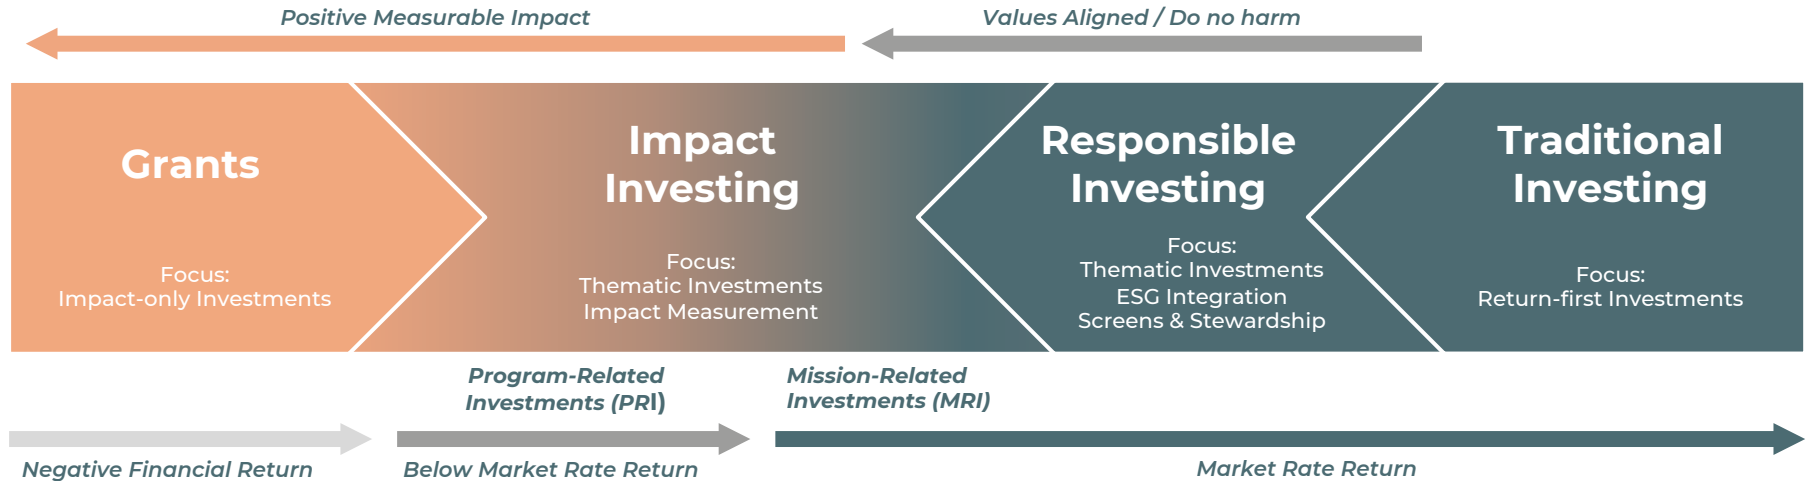 Positive Measurable Impact
Values Aligned / Do no harm
Grants
Focus:
Impact-only Investments
Impact
Investing
Focus:
Thematic Investments
Impact Measurement
Responsible
Investing
Focus:
Thematic Investments
ESG Integration
Screens & Stewardship
Traditional
Investing
Focus:
Return-first Investments
Program-Related
Investments (PRI)
Mission-Related
Investments (MRI)
Negative Financial Return
Below Market Rate Return
Market Rate Return